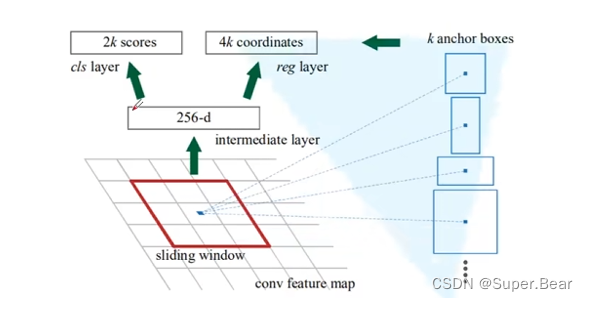 2k scores
4k coordinates
k anchor boxes
cls layer
reg layer
256-d
intermediate layer
sliding window
conv feature map
CSDN @Super.Bear